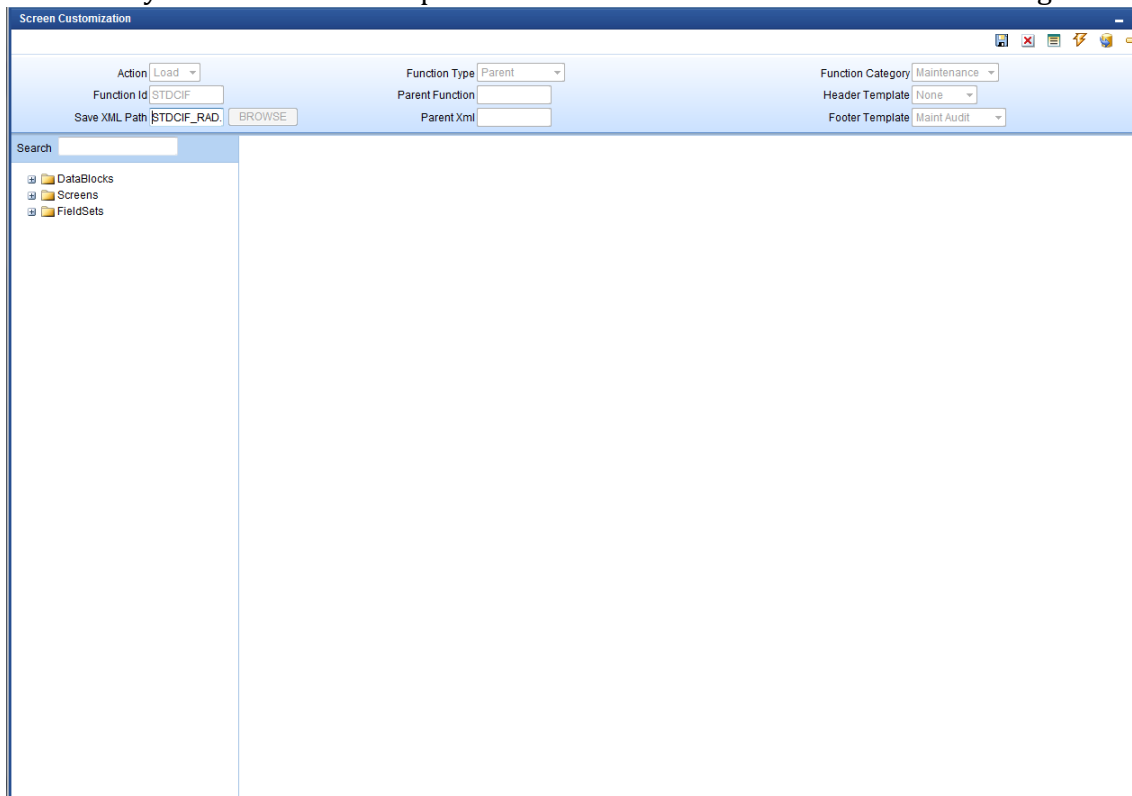 Screen Customization
Action Load Function Type Parent Function Category Maintenance
Function Id STDCIF Parent Function Header Template None
Save XML Path STDCIF_RAD. BROWSE Parent Xml Footer Template Maint Audit
Search
DataBlocks
Screens
FieldSets